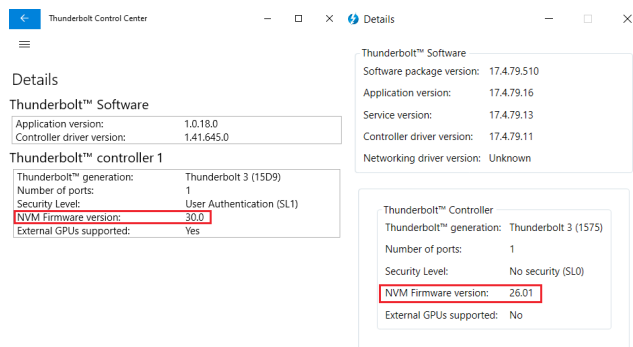 Thunderbolt Control Center
Details
Thunderbolt™ Software
Application version: 1.0.18.0
Controller driver version: 1.41.645.0
Thunderbolt™ controller 1
Thunderbolt™ generation: Thunderbolt 3 (15D9)
Number of ports: 1
Security Level: User Authentication (SL1)
NVM Firmware version: 30.0
External GPUs supported: Yes
Details
Thunderbolt™ Software
Software package version: 17.4.79.510
Application version: 17.4.79.16
Service version: 17.4.79.13
Controller driver version: 17.4.79.11
Networking driver version: Unknown
Thunderbolt™ Controller
Thunderbolt™ generation: Thunderbolt 3 (1575)
Number of ports: 1
Security Level: No security (SL0)
NVM Firmware version: 26.01
External GPUs supported: No